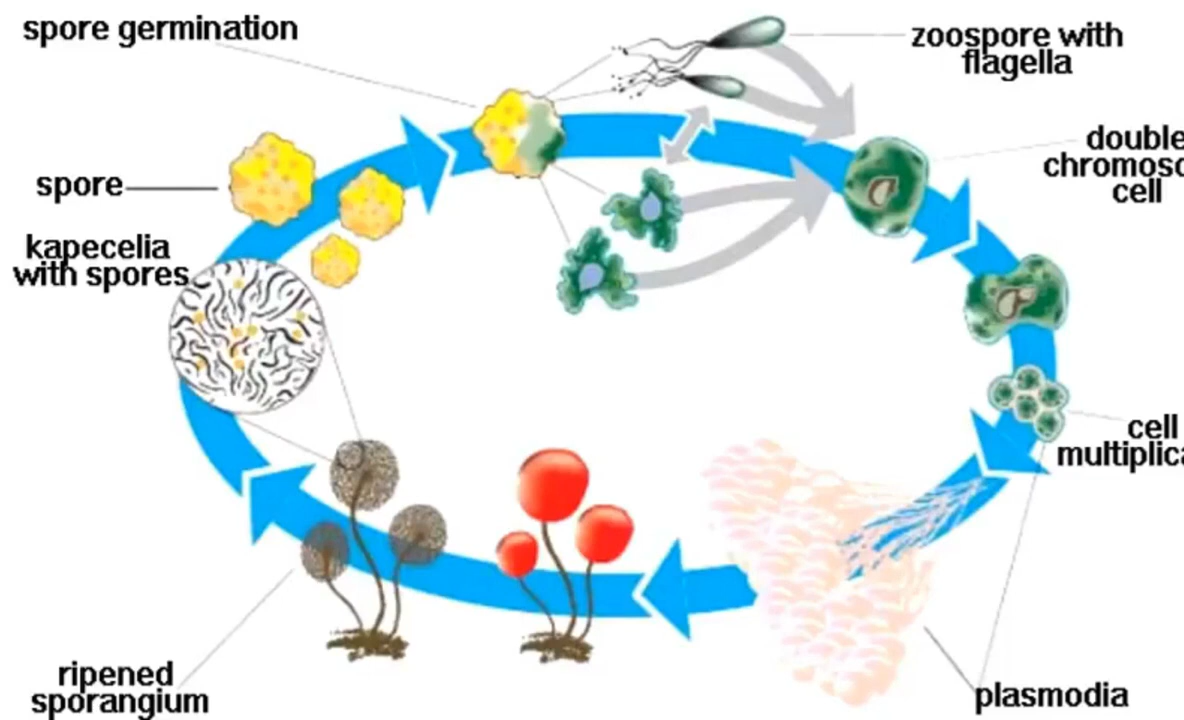 spore germination
zoospore with
flagella
double
chromoso
cell
spore
kapecelia
with spores
cell
multiplica
ripened
sporangium
plasmodia